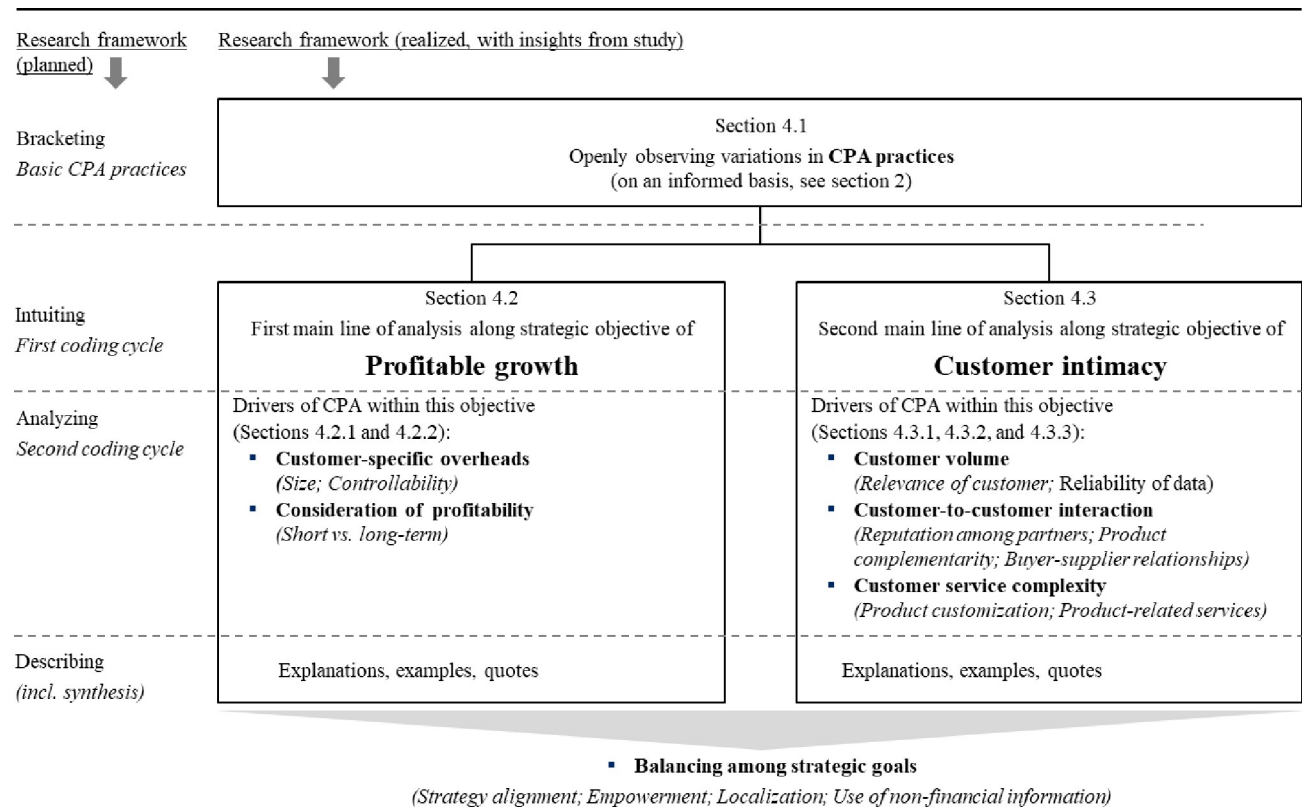 Research framework
(planned)
Research framework (realized, with insights from study)
Bracketing
Basic CPA practices
Section 4.1
Openly observing variations in CPA practices
(on an informed basis, see section 2)
Intuiting
First coding cycle
Section 4.2
First main line of analysis along strategic objective of
Profitable growth
Section 4.3
Second main line of analysis along strategic objective of
Customer intimacy
Analyzing
Second coding cycle
Drivers of CPA within this objective
(Sections 4.2.1 and 4.2.2):
▪ Customer-specific overheads
(Size; Controllability)
▪ Consideration of profitability
(Short vs. long-term)
Drivers of CPA within this objective
(Sections 4.3.1, 4.3.2, and 4.3.3):
▪ Customer volume
(Relevance of customer; Reliability of data)
▪ Customer-to-customer interaction
(Reputation among partners; Product
complementarity; Buyer-supplier relationships)
▪ Customer service complexity
(Product customization; Product-related services)
Describing
(incl. synthesis)
Explanations, examples, quotes
Explanations, examples, quotes
▪ Balancing among strategic goals
(Strategy alignment; Empowerment; Localization; Use of non-financial information)